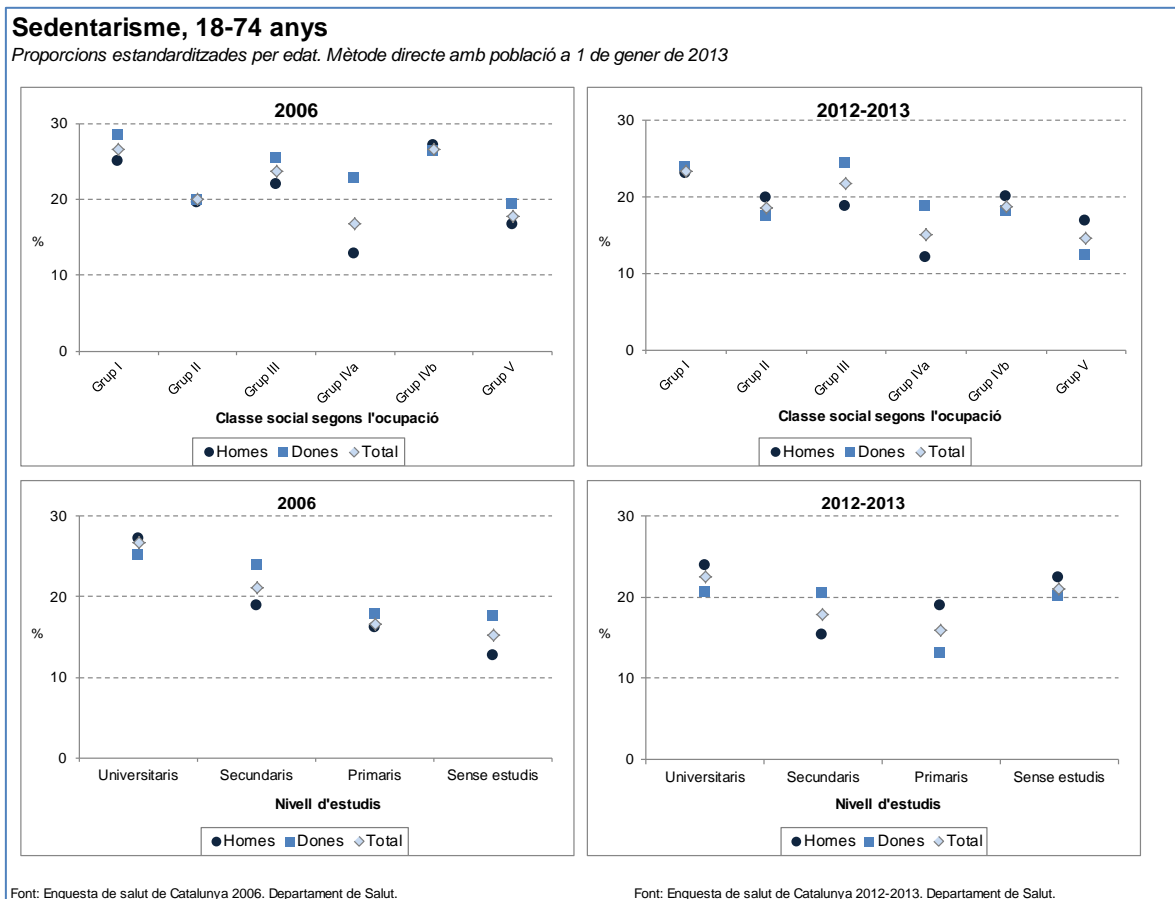 Sedentarisme, 18-74 anys
Proporcions estandarditzades per edat. Mètode directe amb població a 1 de gener de 2013
2006
30
20
%
10
0
Grup I
Grup II
Grup III
Grup IVa
Grup IVb
Grup V
Classe social segons l'ocupació
Homes Dones Total
2012-2013
30
20
%
10
0
Grup I
Grup II
Grup III
Grup IVa
Grup IVb
Grup V
Classe social segons l'ocupació
Homes Dones Total
2006
30
20
%
10
0
Universitaris Secundaris Primaris Sense estudis
Nivell d'estudis
Homes Dones Total
2012-2013
30
20
%
10
0
Universitaris Secundaris Primaris Sense estudis
Nivell d'estudis
Homes Dones Total
Font: Enquesta de salut de Catalunya 2006. Departament de Salut.
Font: Enquesta de salut de Catalunya 2012-2013. Departament de Salut.